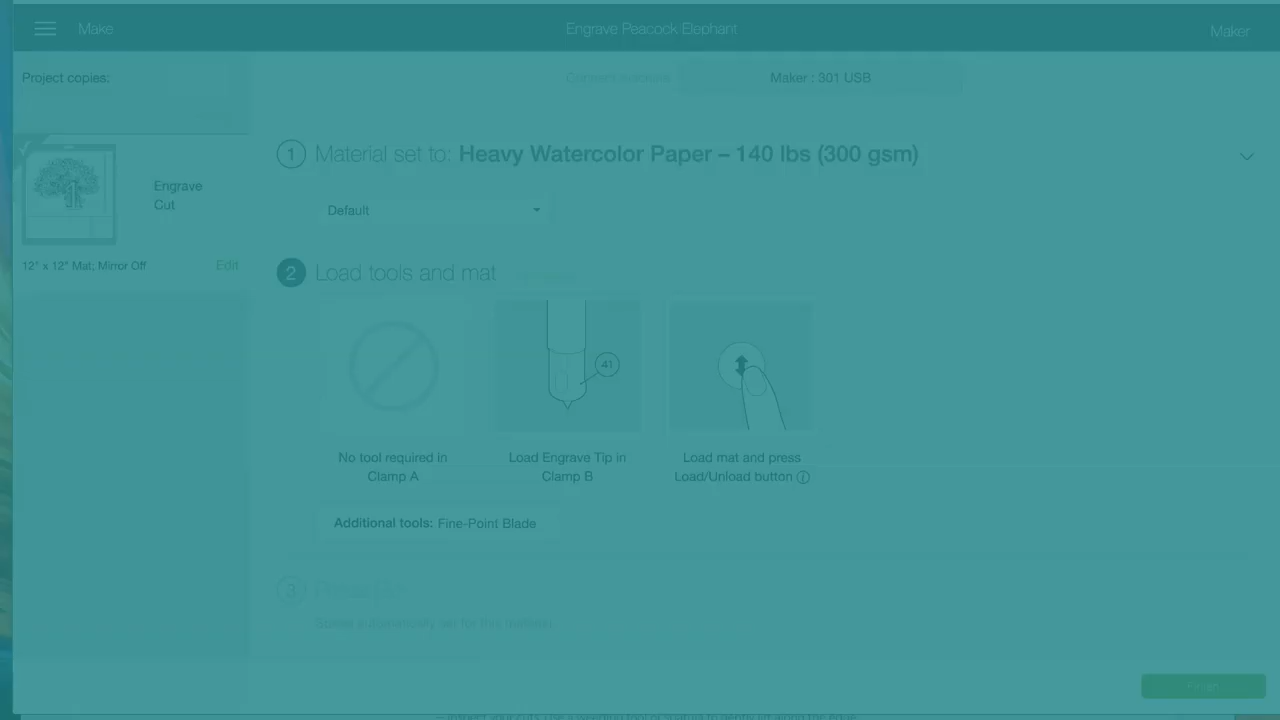 Make
Engrave Peacock Elephant
Maker
Project copies:
Maker : 301 USB
1 Material set to: Heavy Watercolor Paper – 140 lbs (300 gsm)
Engrave
Cut
Default
12" x 12" Mat; Mirror Off
Edit
2 Load tools and mat
41
No tool required in
Clamp A
Load Engrave Tip in
Clamp B
Load mat and press
Load/Unload button
Additional tools: Fine-Point Blade
3